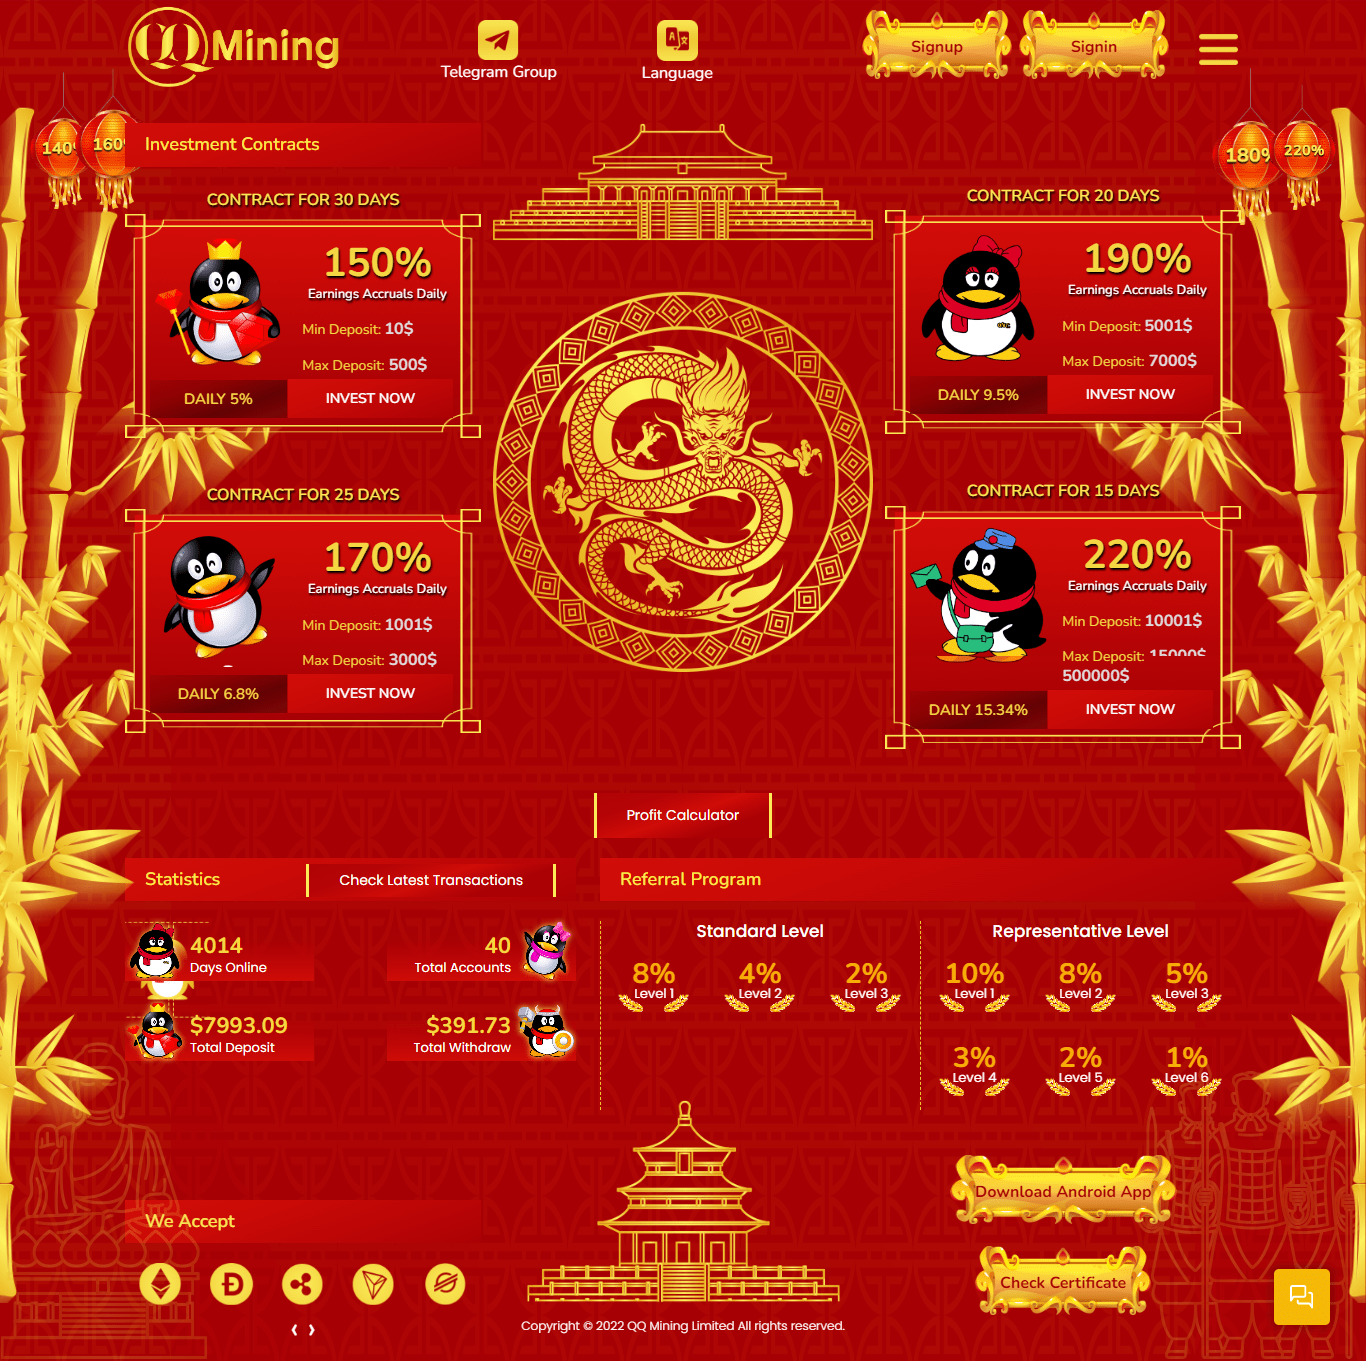 QQ Mining
Telegram Group
Language
Signup
Signin
140%
160%
180%
220%
Investment Contracts
CONTRACT FOR 30 DAYS
150%
Earnings Accruals Daily
Min Deposit: 10$
Max Deposit: 500$
DAILY 5%
INVEST NOW
CONTRACT FOR 20 DAYS
190%
Earnings Accruals Daily
Min Deposit: 5001$
Max Deposit: 7000$
DAILY 9.5%
INVEST NOW
CONTRACT FOR 25 DAYS
170%
Earnings Accruals Daily
Min Deposit: 1001$
Max Deposit: 3000$
DAILY 6.8%
INVEST NOW
CONTRACT FOR 15 DAYS
220%
Earnings Accruals Daily
Min Deposit: 10001$
Max Deposit: 15000$
500000$
DAILY 15.34%
INVEST NOW
Profit Calculator
Statistics
Check Latest Transactions
4014
Days Online
40
Total Accounts
$7993.09
Total Deposit
$391.73
Total Withdraw
Referral Program
Standard Level
8%
Level 1
4%
Level 2
2%
Level 3
Representative Level
10%
Level 1
8%
Level 2
5%
Level 3
3%
Level 4
2%
Level 5
1%
Level 6
We Accept
Download Android App
Check Certificate
Copyright © 2022 QQ Mining Limited All rights reserved.